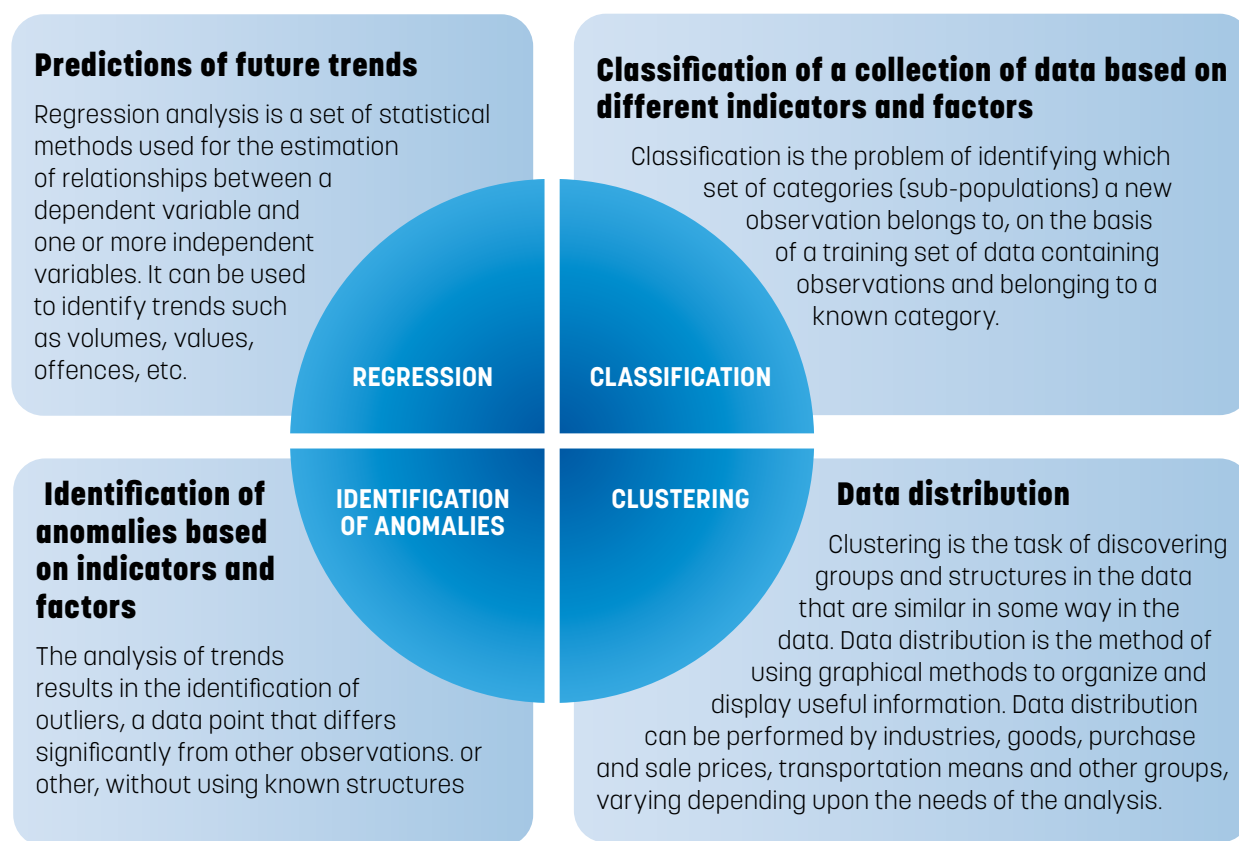 Predictions of future trends
Regression analysis is a set of statistical
methods used for the estimation
of relationships between a
dependent variable and
one or more independent
variables. It can be used
to identify trends such
as volumes, values,
offences, etc.
REGRESSION
Classification of a collection of data based on
different indicators and factors
Classification is the problem of identifying which
set of categories (sub-populations) a new
observation belongs to, on the basis
of a training set of data containing
observations and belonging to a
known category.
CLASSIFICATION
Identification of
anomalies based
on indicators and
factors
The analysis of trends
results in the identification of
outliers, a data point that differs
significantly from other observations. or
other, without using known structures
IDENTIFICATION
OF ANOMALIES
CLUSTERING
Data distribution
Clustering is the task of discovering
groups and structures in the data
that are similar in some way in the
data. Data distribution is the method of
using graphical methods to organize and
display useful information. Data distribution
can be performed by industries, goods, purchase
and sale prices, transportation means and other groups,
varying depending upon the needs of the analysis.